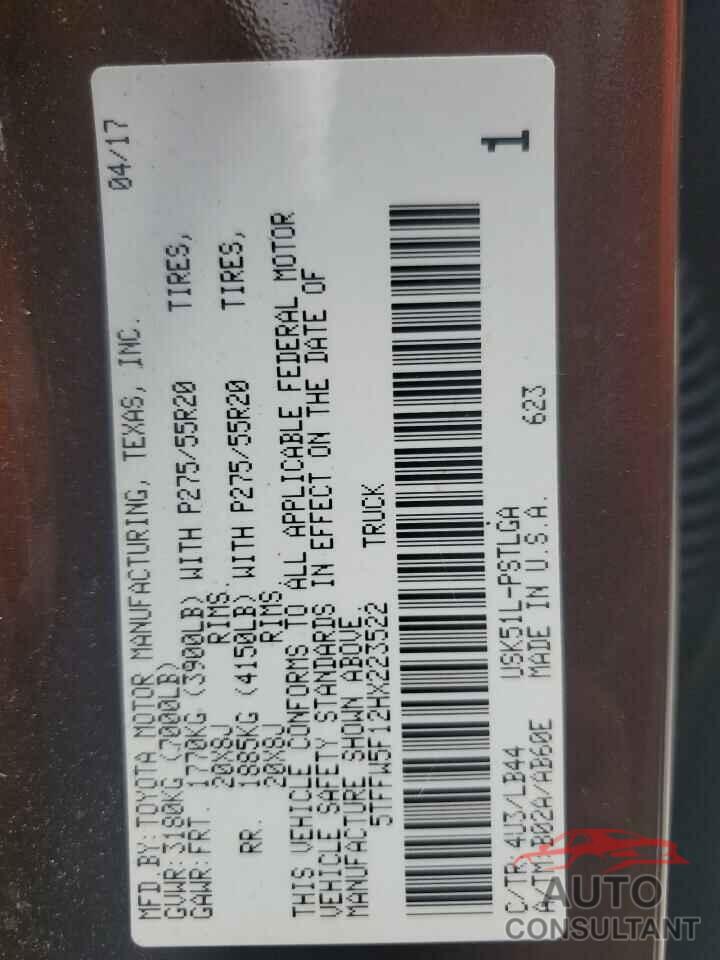 MFD.BY:TOYOTA MOTOR MANUFACTURING, TEXAS, INC. 04/17
GVWR:3180KG (7000LB)
GAWR:FRT. 1770KG (3900LB) WITH P275/55R20 TIRES,
20X8J RIMS.
RR. 1885KG (4150LB) WITH P275/55R20 TIRES,
20X8J RIMS.
THIS VEHICLE CONFORMS TO ALL APPLICABLE FEDERAL MOTOR
VEHICLE SAFETY STANDARDS IN EFFECT ON THE DATE OF
MANUFACTURE SHOWN ABOVE.
5TFFW5F12HX223522 TRUCK
1
C/TR 4U3/LB44 USK51L-PSTLGA 623
A/TM B02A/AB60E MADE IN U.S.A.
AUTO
CONSULTANT